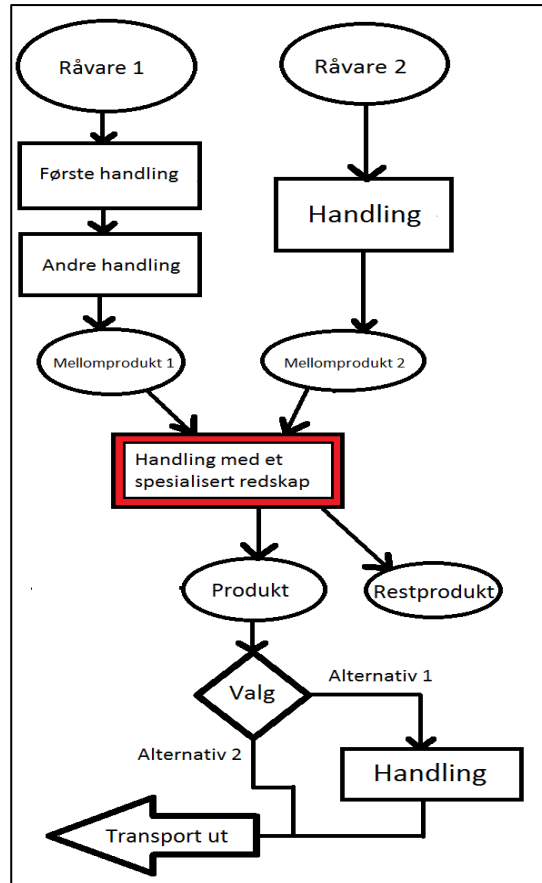 Råvare 1
Råvare 2
Første handling
Handling
Andre handling
Mellomprodukt 1
Mellomprodukt 2
Handling med et
spesialisert redskap
Produkt
Restprodukt
Valg
Alternativ 1
Alternativ 2
Handling
Transport ut